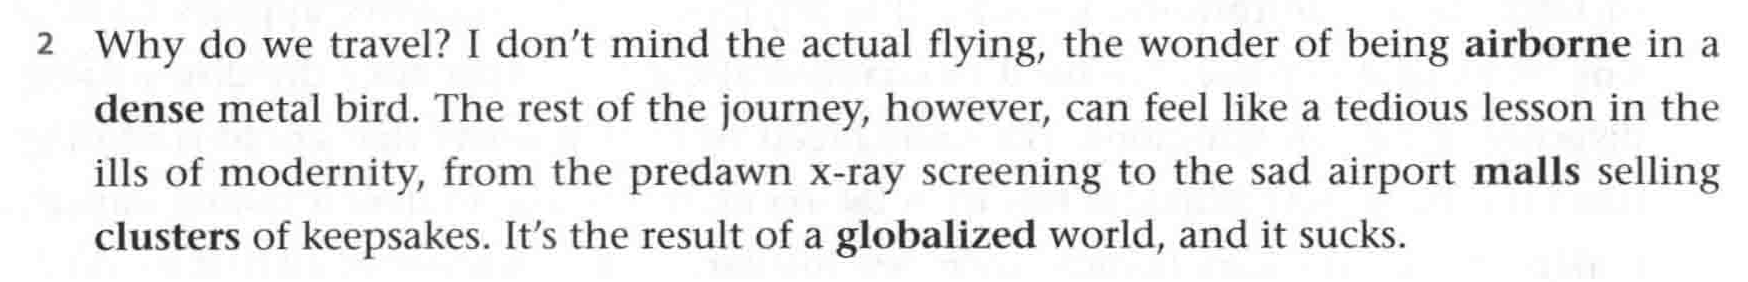 2 Why do we travel? I don't mind the actual flying, the wonder of being airborne in a
dense metal bird. The rest of the journey, however, can feel like a tedious lesson in the
ills of modernity, from the predawn x-ray screening to the sad airport malls selling
clusters of keepsakes. It's the result of a globalized world, and it sucks.